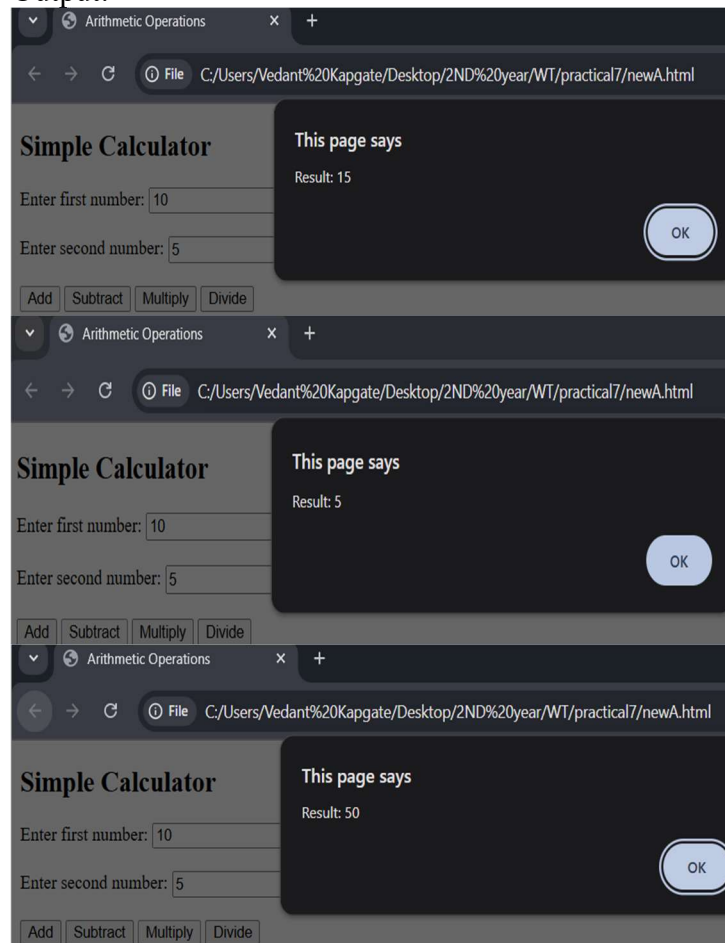 Output:
Arithmetic Operations × +
File C:/Users/Vedant%20Kapgate/Desktop/2ND%20year/WT/practical7/newA.html
This page says
Simple Calculator
Result: 15
Enter first number: 10
OK
Enter second number: 5
Add Subtract Multiply Divide
Arithmetic Operations × +
File C:/Users/Vedant%20Kapgate/Desktop/2ND%20year/WT/practical7/newA.html
This page says
Simple Calculator
Result: 5
Enter first number: 10
OK
Enter second number: 5
Add Subtract Multiply Divide
Arithmetic Operations × +
File C:/Users/Vedant%20Kapgate/Desktop/2ND%20year/WT/practical7/newA.html
This page says
Simple Calculator
Result: 50
Enter first number: 10
OK
Enter second number: 5
Add Subtract Multiply Divide